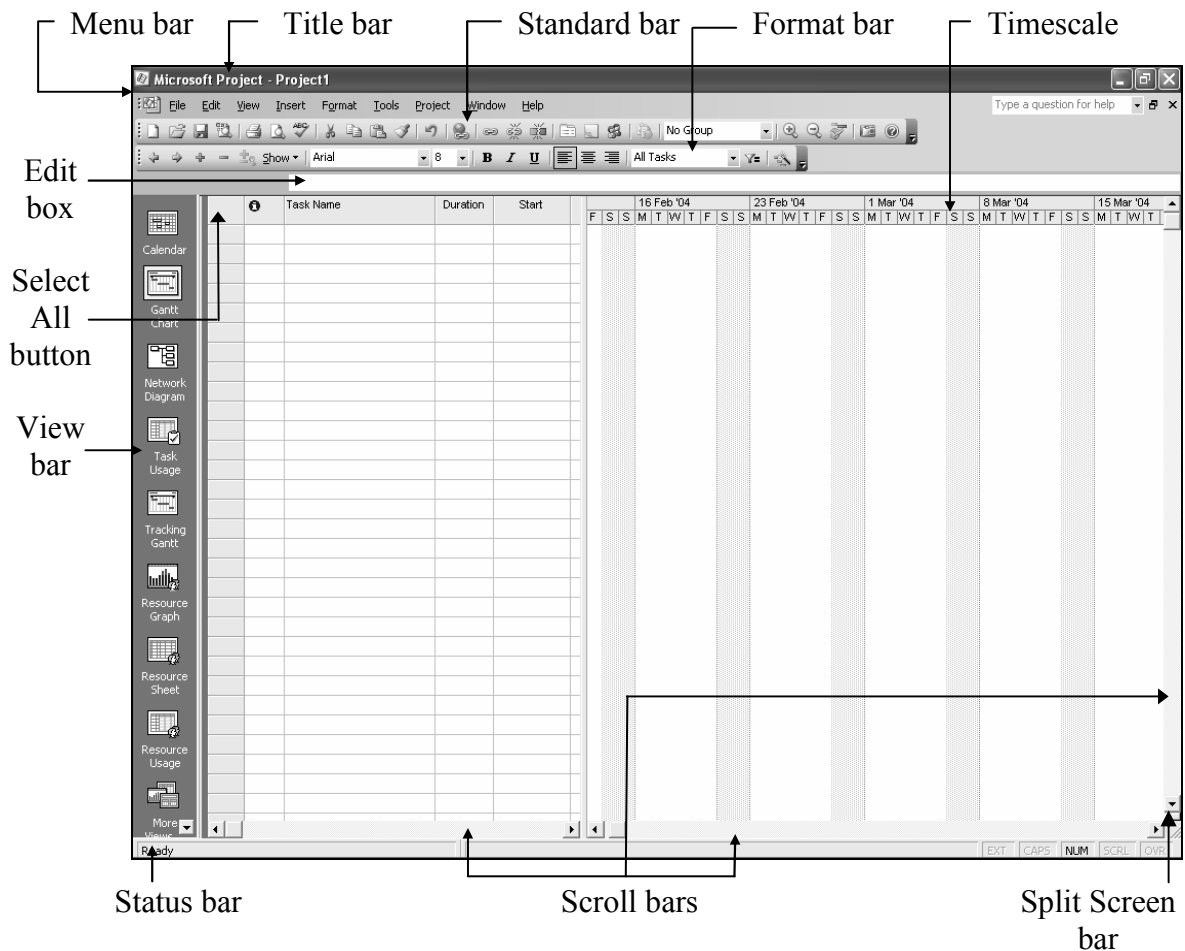 Menu bar Title bar Standard bar Format bar Timescale
Microsoft Project - Project1
File Edit View Insert Format Tools Project Window Help Type a question for help
No Group
Show Arial 8 B I U All Tasks
Edit
box
Task Name Duration Start
16 Feb '04 23 Feb '04 1 Mar '04 8 Mar '04 15 Mar '04
F S S M T W T F S S M T W T F S S M T W T F S S M T W T F S S M T W T
Calendar
Select
All
button
Gantt
Chart
Network
Diagram
View
bar
Task
Usage
Tracking
Gantt
Resource
Graph
Resource
Sheet
Resource
Usage
More
Views...
Ready EXT CAPS NUM SCRL OVR
Status bar Scroll bars Split Screen
bar